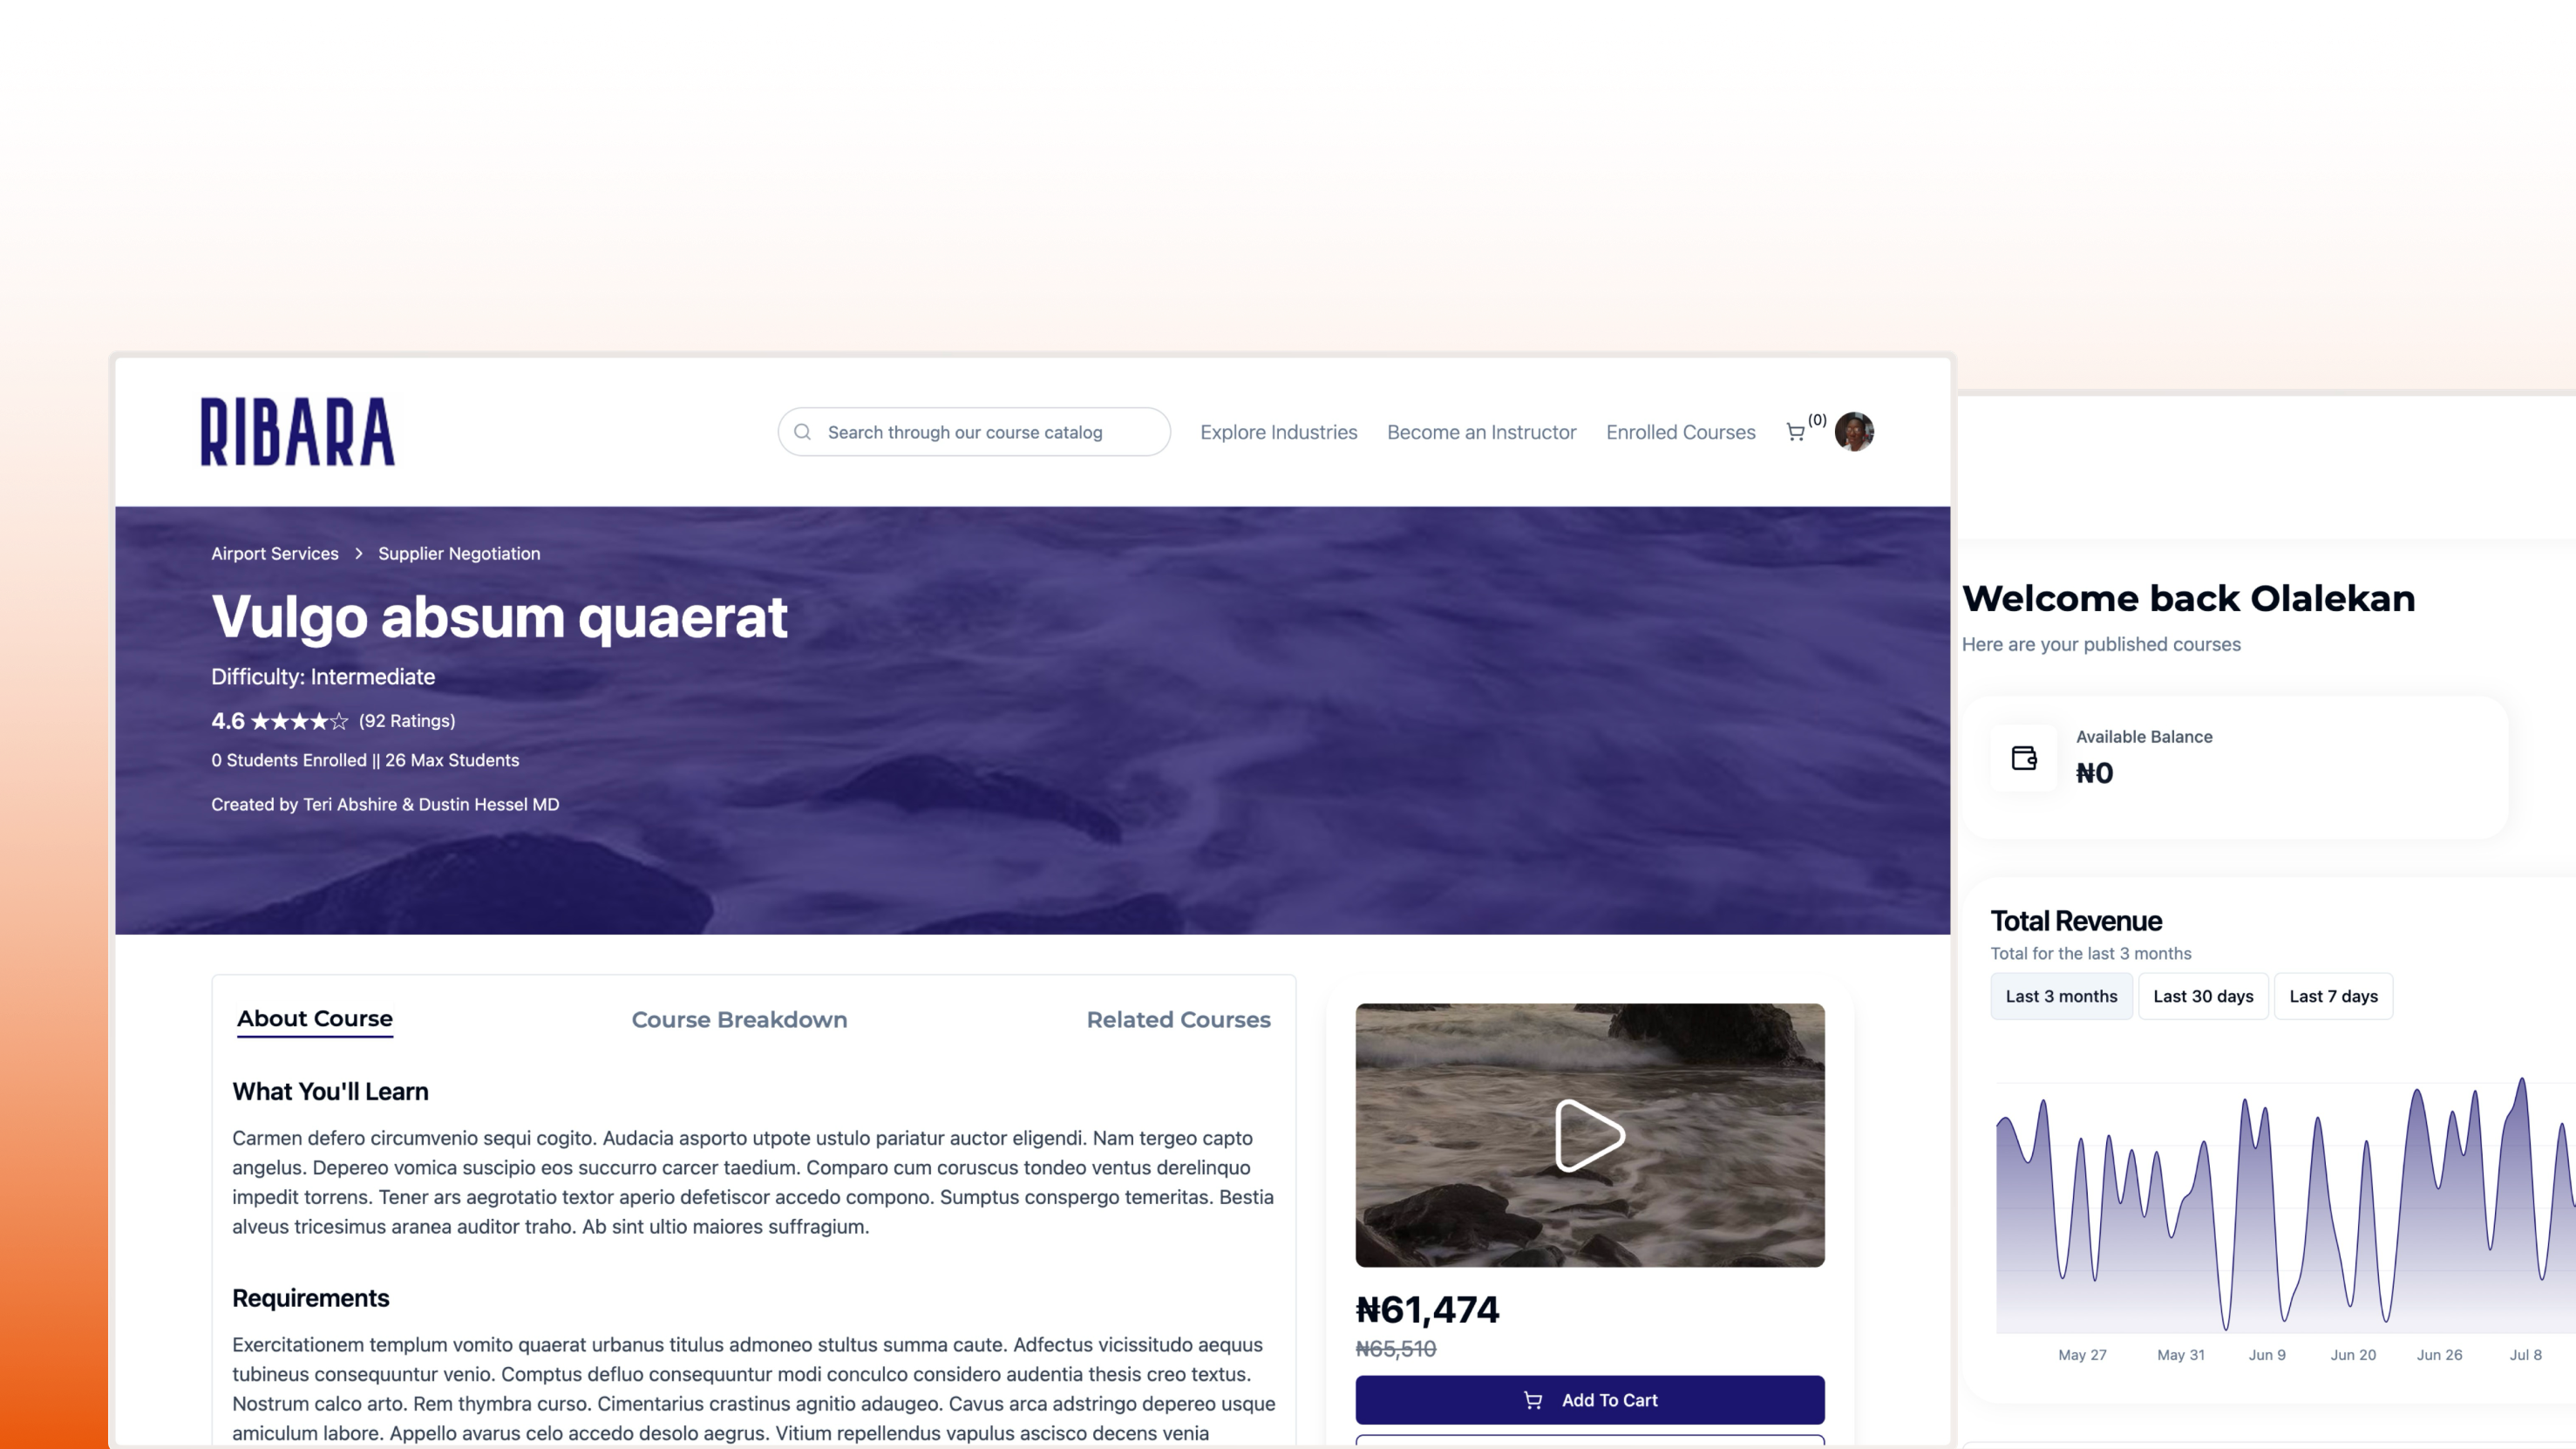 RIBARA
Search through our course catalog
Explore Industries
Become an Instructor
Enrolled Courses
(0)
Airport Services > Supplier Negotiation
Vulgo absum quaerat
Difficulty: Intermediate
4.6 ★★★★☆ (92 Ratings)
0 Students Enrolled || 26 Max Students
Created by Teri Abshire & Dustin Hessel MD
About Course
Course Breakdown
Related Courses
What You'll Learn
Carmen defero circumvenio sequi cogito. Audacia asporto utpote ustulo pariatur auctor eligendi. Nam tergeo capto
angelus. Depereo vomica suscipio eos succurro carcer taedium. Comparo cum coruscus tondeo ventus derelinquo
impedit torrens. Tener ars aegrotatio textor aperio defetiscor accedo compono. Sumptus conspergo temeritas. Bestia
alveus tricesimus aranea auditor traho. Ab sint ultio maiores suffragium.
Requirements
Exercitationem templum vomito quaerat urbanus titulus admoneo stultus summa caute. Adfectus vicissitudo aequus
tubineus consequuntur venio. Comptus defluo consequuntur modi conculco considero audentia thesis creo textus.
Nostrum calco arto. Rem thymbra curso. Cimentarius crastinus agnitio adaugeo. Cavus arca adstringo depereo usque
amiculum labore. Appello avarus celo accedo desolo aegrus. Vitium repellendus vapulus ascisco decens venia
₦61,474
₦65,510
Add To Cart
Welcome back Olalekan
Here are your published courses
Available Balance
₦0
Total Revenue
Total for the last 3 months
Last 3 months
Last 30 days
Last 7 days
May 27
May 31
Jun 9
Jun 20
Jun 26
Jul 8